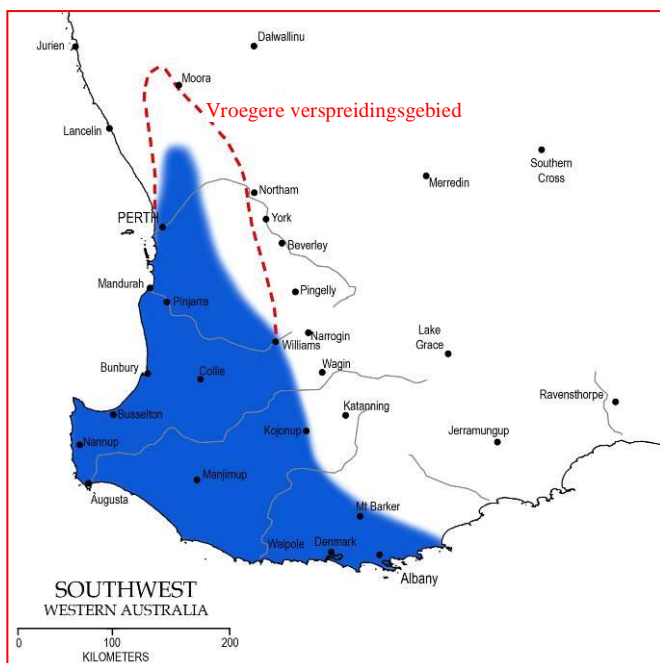 Dalwallinu
Jurien
Moora
Vroegere verspreidingsgebied
Lancelin
Southern
Cross
Merredin
Northam
PERTH
York
Beverley
Mandurah
Pingelly
Pinjarra
Narrogin
Williams
Lake
Grace
Bunbury
Collie
Wagin
Ravensthorpe
Busselton
Katanning
Kojonup
Jerramungup
Nannup
Manjimup
Augusta
Mt Barker
Walpole
Denmark
Albany
SOUTHWEST
WESTERN AUSTRALIA
0 100 200
KILOMETERS